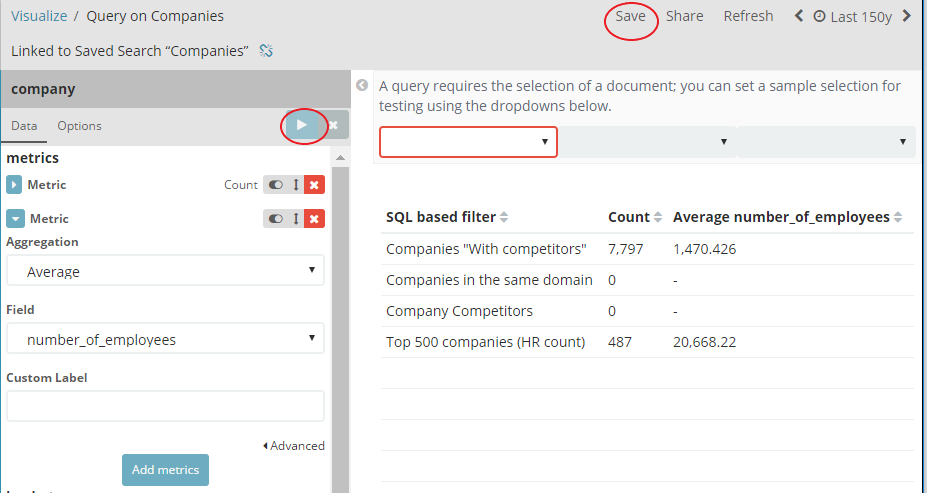 Visualize / Query on Companies
Save Share Refresh Last 150y
Linked to Saved Search “Companies”
company
Data Options
metrics
Metric Count
Metric
Aggregation
Average
Field
number_of_employees
Custom Label
Advanced
Add metrics
A query requires the selection of a document; you can set a sample selection for
testing using the dropdowns below.
SQL based filter Count Average number_of_employees
Companies "With competitors" 7,797 1,470.426
Companies in the same domain 0 -
Company Competitors 0 -
Top 500 companies (HR count) 487 20,668.22